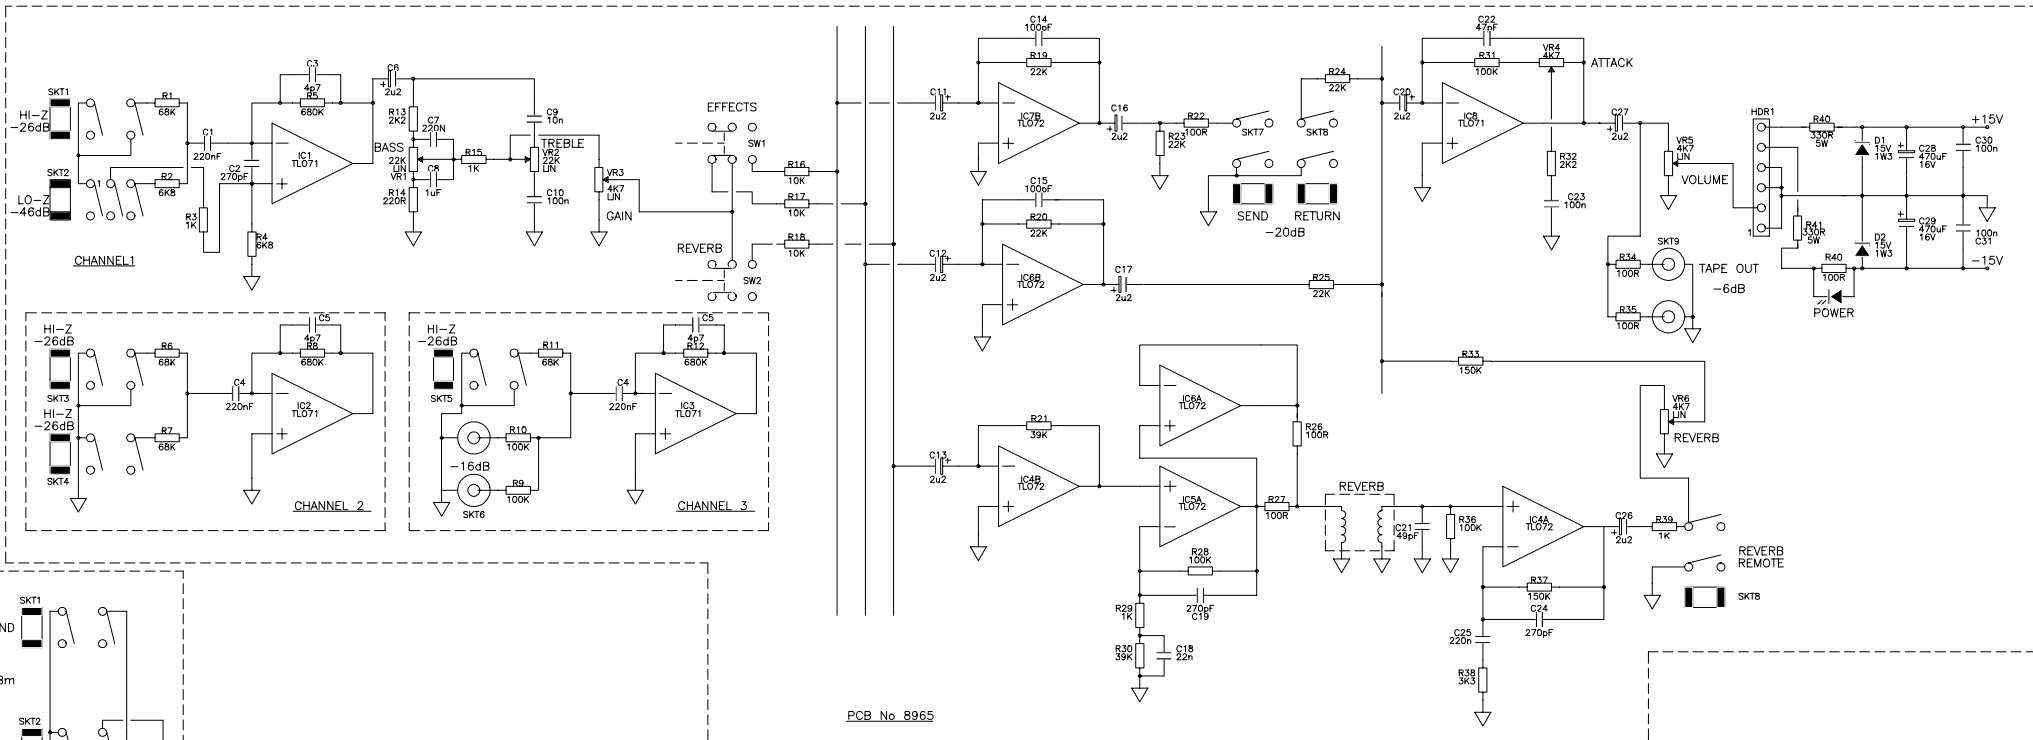 SKT1
HI-Z
-26dB
SKT2
LO-Z
-46dB
R1
68K
R2
6K8
R3
1K
C1
220nF
C2
270pF
R4
6K8
C3
4p7
R5
680K
IC1
TL071
C6
+
2u2
R13
2K2
C7
220N
BASS
22K
LIN
VR1
C8
1uF
R14
220R
R15
1K
C9
10n
TREBLE
VR2
22K
LIN
C10
100n
VR3
4K7
LIN
GAIN
CHANNEL1
EFFECTS
SW1
REVERB
SW2
R16
10K
R17
10K
R18
10K
C11
+
2u2
C14
100pF
R19
22K
IC7B
TL072
C16
+
2u2
R23
22K
R22
100R
SKT7
SKT8
SEND
RETURN
-20dB
R24
22K
C12
+
2u2
C15
100pF
R20
22K
IC6B
TL072
C17
+
2u2
R25
22K
C20
+
2u2
C22
47pF
R31
100K
VR4
4K7
ATTACK
IC8
TL071
R32
2K2
C23
100n
C27
+
2u2
VR5
4K7
LIN
VOLUME
R34
100R
R35
100R
SKT9
TAPE OUT
-6dB
HDR1
1
R40
330R
5W
R41
330R
5W
D1
15V
1W3
D2
15V
1W3
C28
470uF
16V
C29
470uF
16V
C30
100n
100n
C31
+15V
-15V
R40
100R
POWER
HI-Z
-26dB
SKT3
HI-Z
-26dB
SKT4
R6
68K
R7
68K
C4
220nF
C5
4p7
R8
680K
IC2
TL071
CHANNEL 2
HI-Z
-26dB
SKT5
R11
68K
R10
100K
-16dB
R9
100K
SKT6
C4
220nF
C5
4p7
R12
680K
IC3
TL071
CHANNEL 3
C13
+
2u2
R21
39K
IC4B
TL072
IC6A
TL072
IC5A
TL072
R26
100R
R27
100R
R28
100K
270pF
C19
R29
1K
R30
39K
C18
22n
REVERB
C21
49pF
R36
100K
IC4A
TL072
R37
150K
C24
270pF
C25
220n
R38
3K3
C26
+
2u2
R39
1K
R33
150K
VR6
4K7
LIN
REVERB
REVERB
REMOTE
SKT8
SKT1
ND
8m
SKT2
PCB No 8965